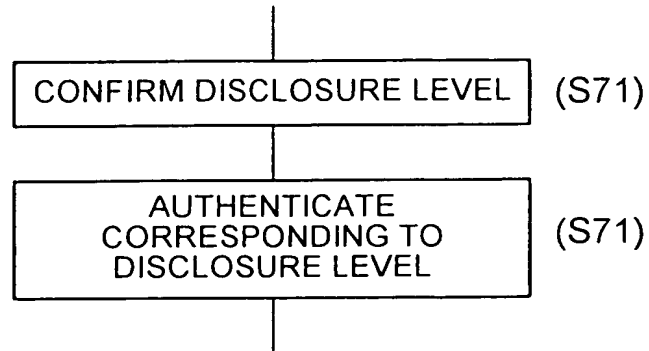 CONFIRM DISCLOSURE LEVEL (S71)
AUTHENTICATE
CORRESPONDING TO (S71)
DISCLOSURE LEVEL